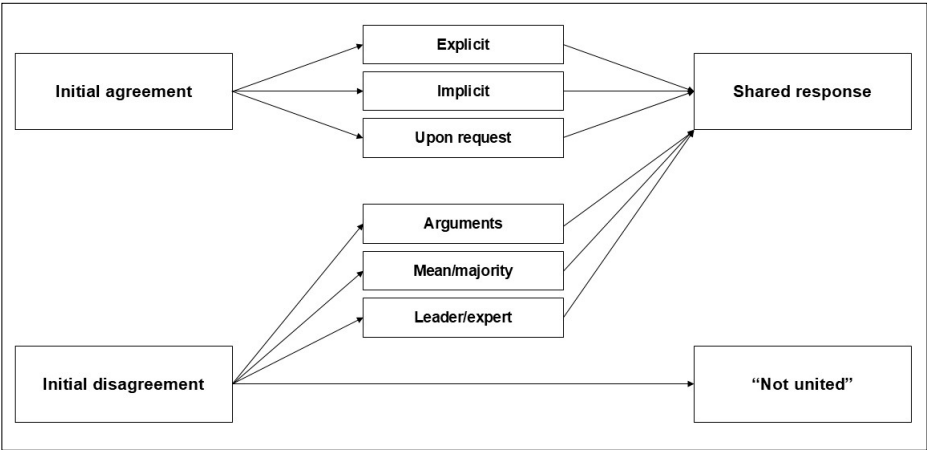 Explicit
Initial agreement
Implicit
Shared response
Upon request
Arguments
Mean/majority
Leader/expert
Initial disagreement
“Not united”